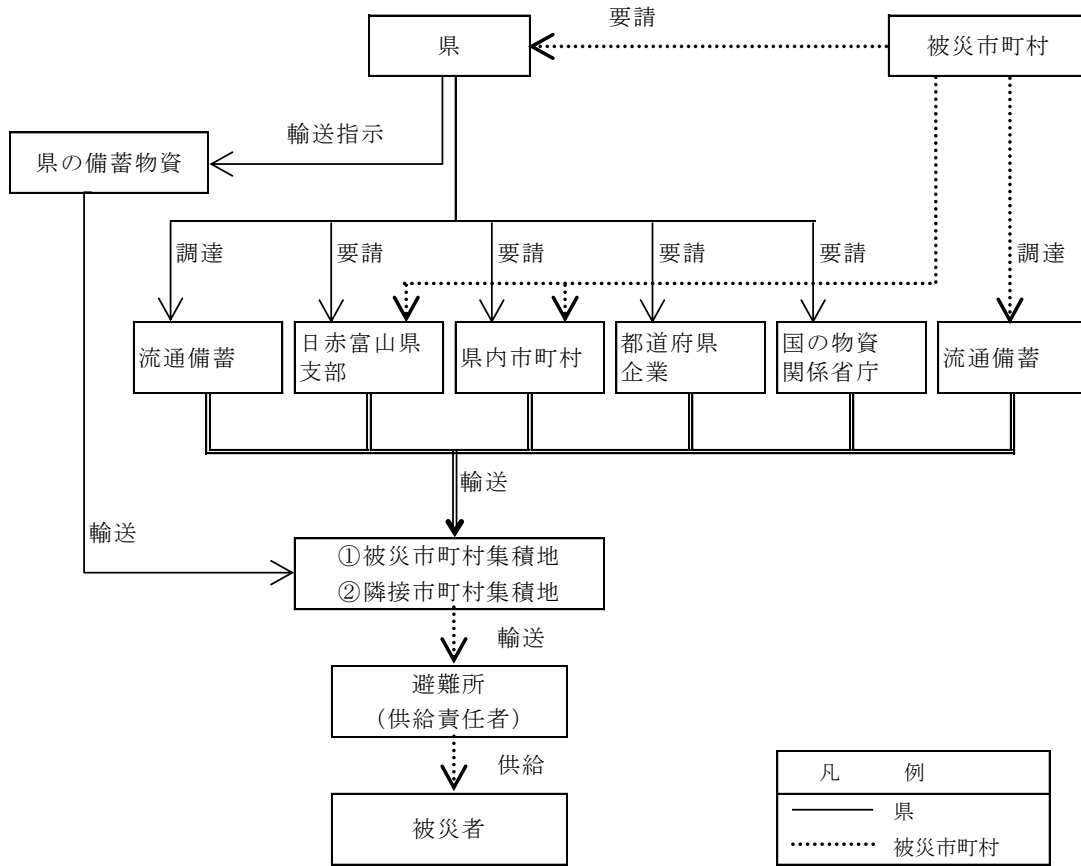 要請
県
被災市町村
輸送指示
県の備蓄物資
調達
要請
要請
要請
要請
調達
流通備蓄
日赤富山県
支部
県内市町村
都道府県
企業
国の物資
関係省庁
流通備蓄
輸送
輸送
①被災市町村集積地
②隣接市町村集積地
輸送
避難所
（供給責任者）
供給
被災者
凡　例
県
被災市町村